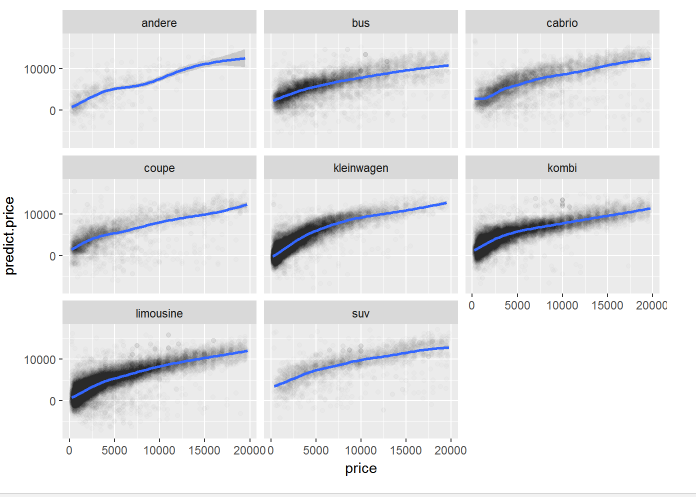 andere bus cabrio
10000
0
coupe kleinwagen kombi
predict.price
10000
0
0 5000 10000 15000 20000
limousine suv
10000
0
0 5000 10000 15000 20000 0 5000 10000 15000 20000
price